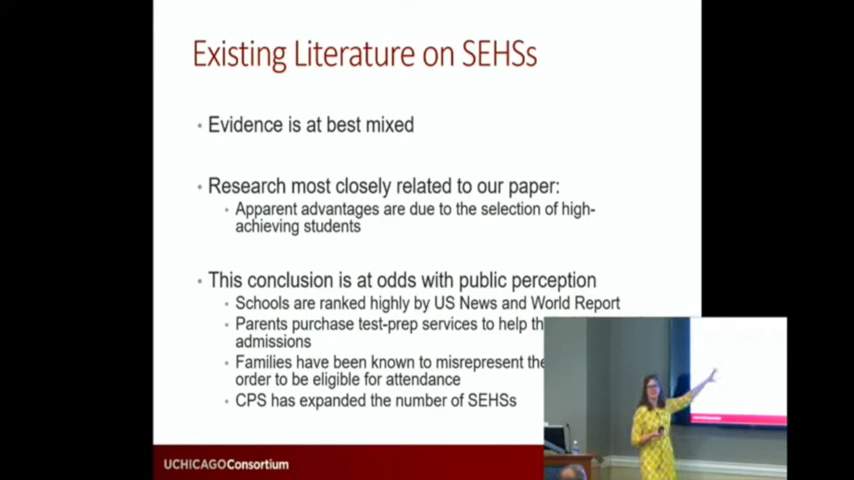 Existing Literature on SEHSs
• Evidence is at best mixed
• Research most closely related to our paper:
• Apparent advantages are due to the selection of high-
achieving students
• This conclusion is at odds with public perception
• Schools are ranked highly by US News and World Report
• Parents purchase test-prep services to help
admissions
• Families have been known to misrepresent
order to be eligible for attendance
• CPS has expanded the number of SEHSs
UCHICAGOConsortium